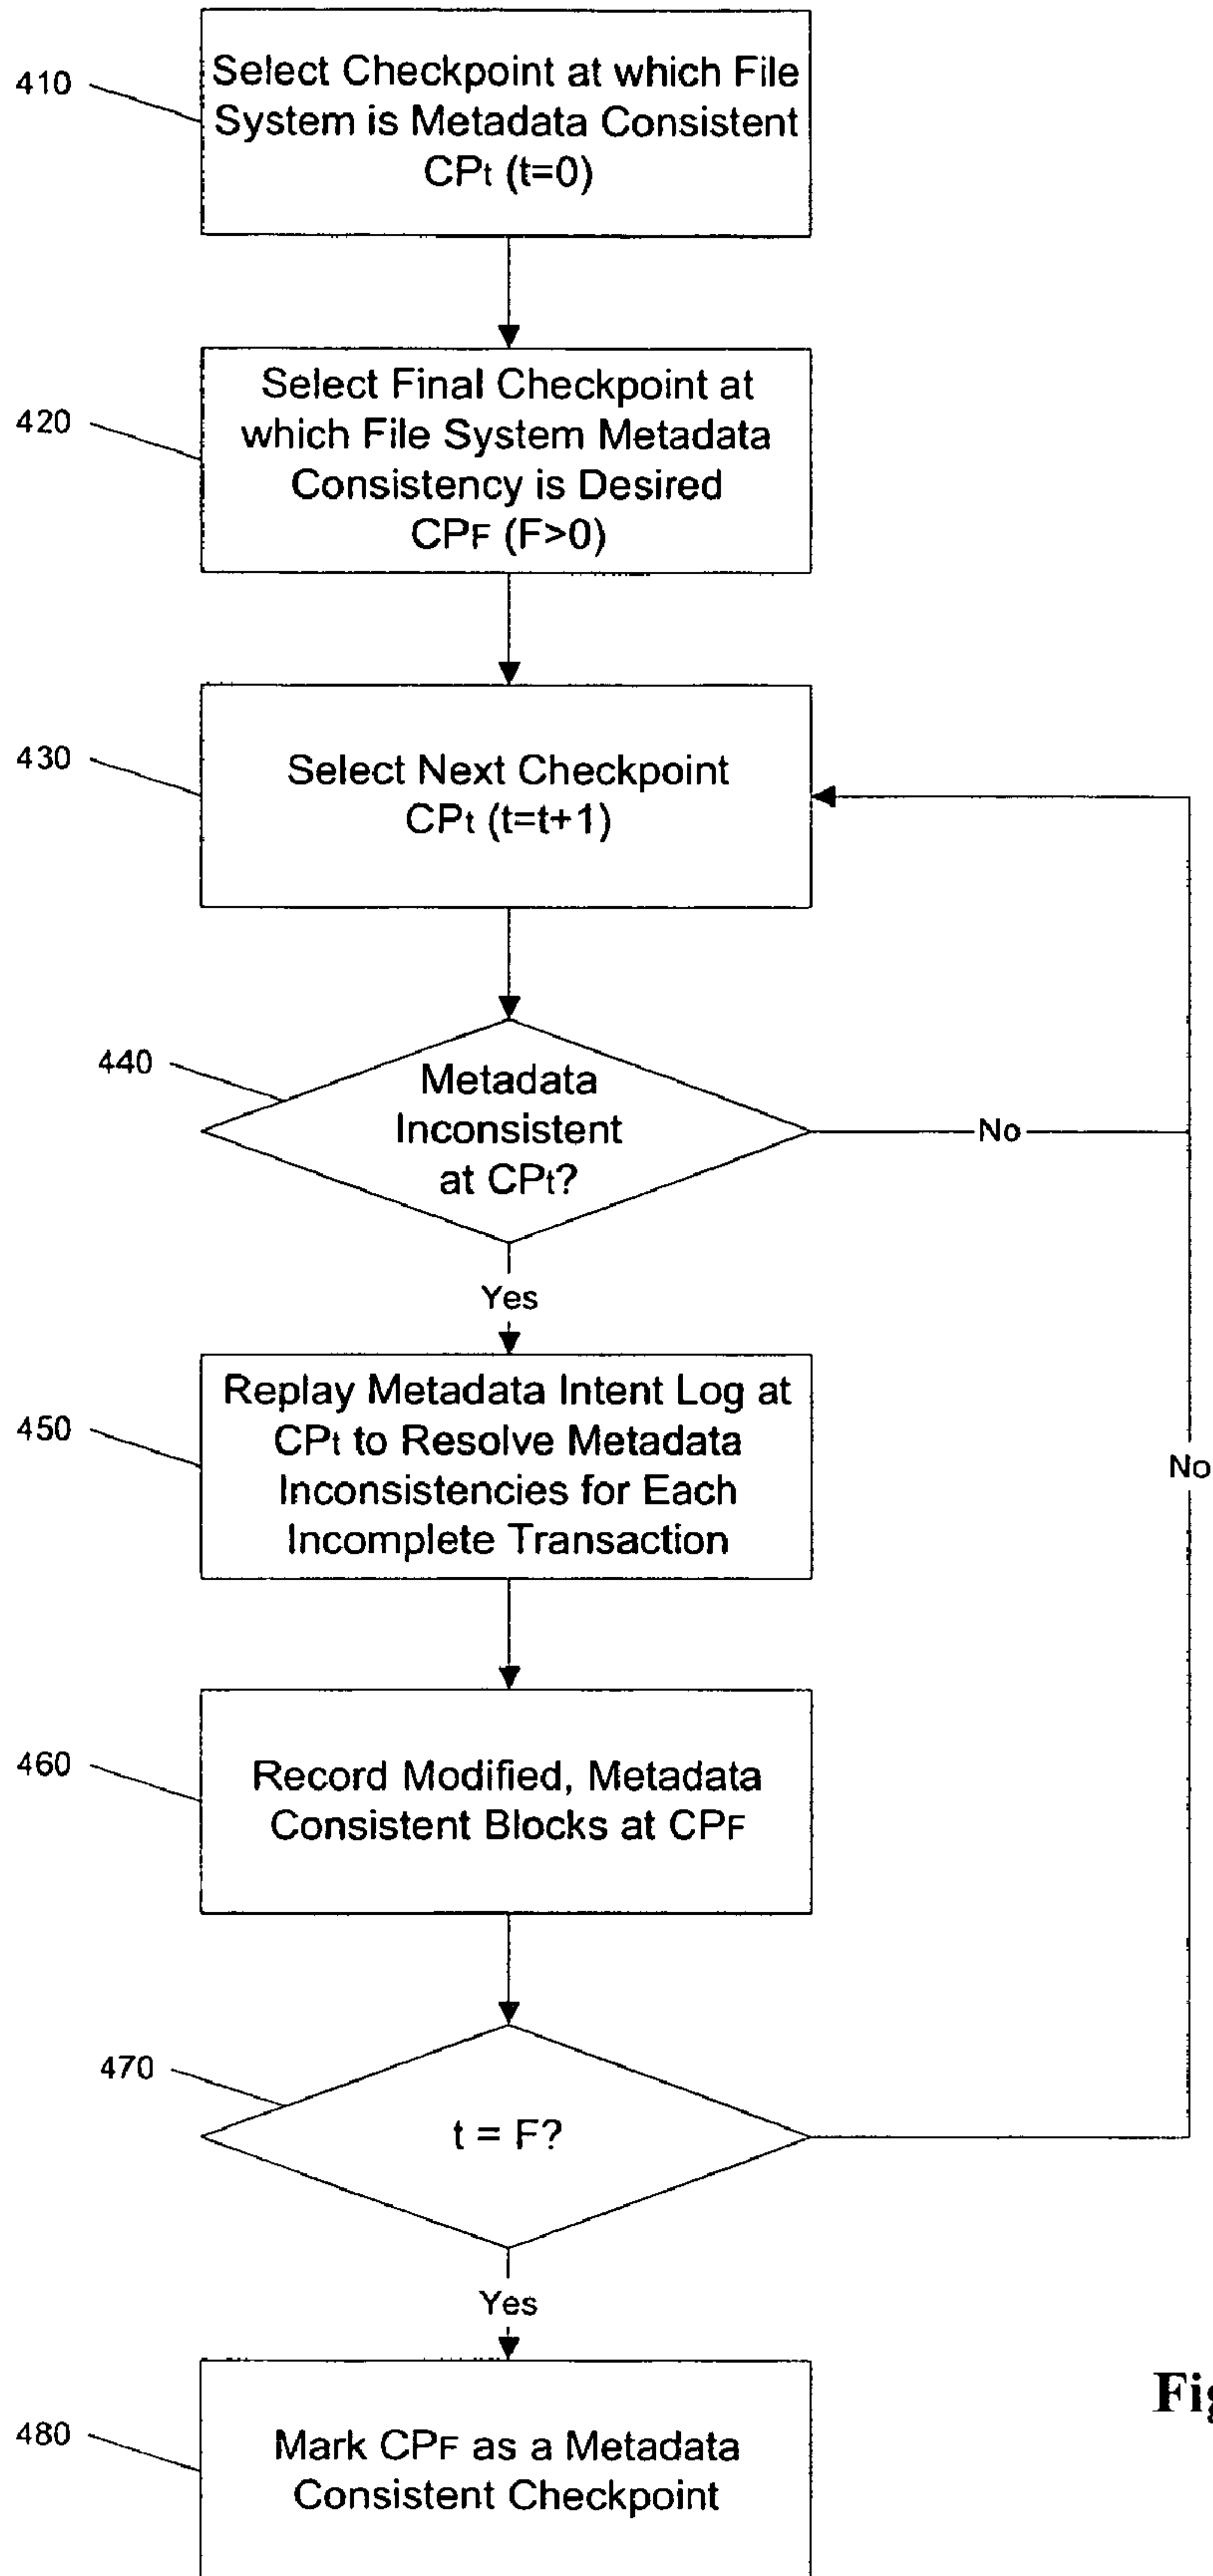 410
Select Checkpoint at which File
System is Metadata Consistent
CPt (t=0)
420
Select Final Checkpoint at
which File System Metadata
Consistency is Desired
CPF (F>0)
430
Select Next Checkpoint
CPt (t=t+1)
440
Metadata
Inconsistent
at CPt?
No
Yes
450
Replay Metadata Intent Log at
CPt to Resolve Metadata
Inconsistencies for Each
Incomplete Transaction
No
460
Record Modified, Metadata
Consistent Blocks at CPF
470
t = F?
Yes
480
Mark CPF as a Metadata
Consistent Checkpoint